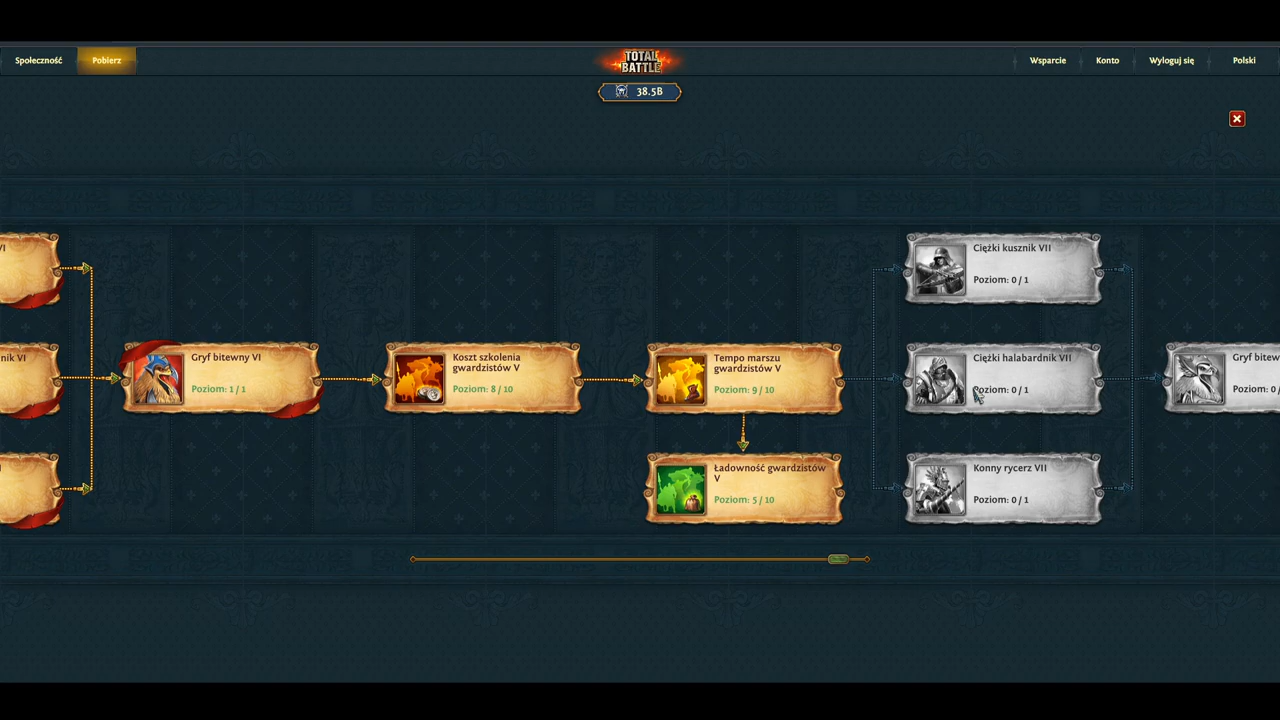 Społeczność
Pobierz
TOTAL
BATTLE
Wsparcie
Konto
Wyloguj się
Polski
38.5B
VI
nik VI
I
Gryf bitewny VI
Poziom: 1 / 1
Koszt szkolenia
gwardzistów V
Poziom: 8 / 10
Tempo marszu
gwardzistów V
Poziom: 9 / 10
Ładowność gwardzistów
V
Poziom: 5 / 10
Ciężki kusznik VII
Poziom: 0 / 1
Ciężki halabardnik VII
Poziom: 0 / 1
Konny rycerz VII
Poziom: 0 / 1
Gryf bitew
Poziom: 0 /